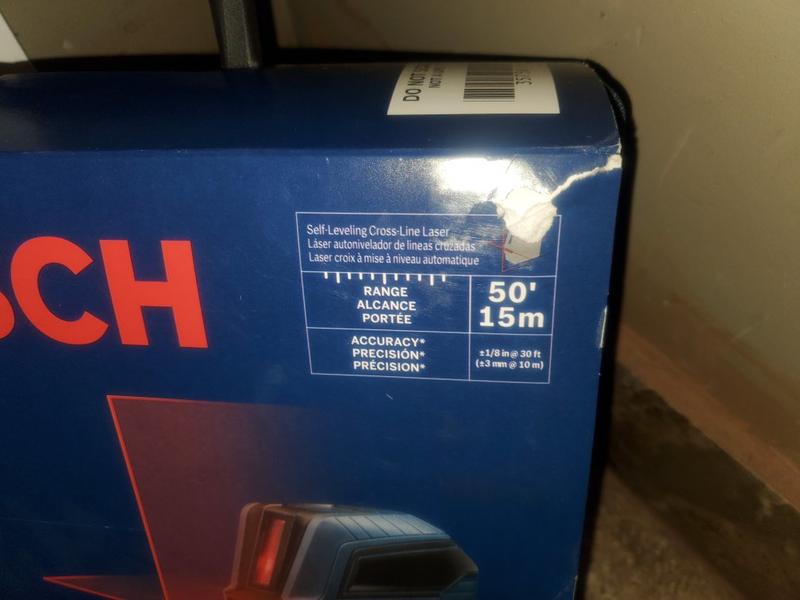 DO NOT
SCH
Self-Leveling Cross-Line Laser
Láser autonivelador de lineas cruzadas
Laser croix à mise à niveau automatique
RANGE
ALCANCE
PORTÉE
50'
15m
ACCURACY*
PRECISIÓN*
PRÉCISION*
±1/8 in @ 30 ft
(±3 mm @ 10 m)